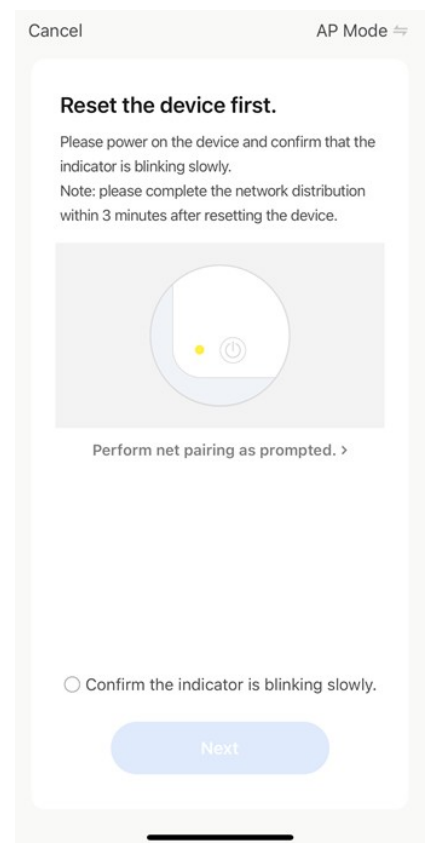 Cancel
AP Mode
Reset the device first.
Please power on the device and confirm that the
indicator is blinking slowly.
Note: please complete the network distribution
within 3 minutes after resetting the device.
Perform net pairing as prompted. >
Confirm the indicator is blinking slowly.
Next